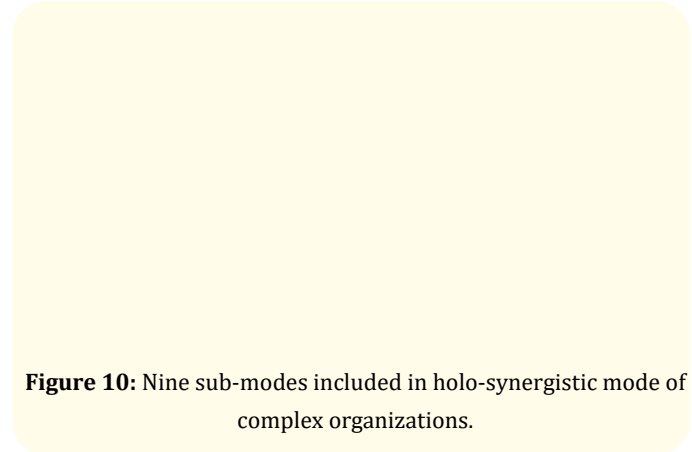 Figure 10: Nine sub-modes included in holo-synergistic mode of
complex organizations.